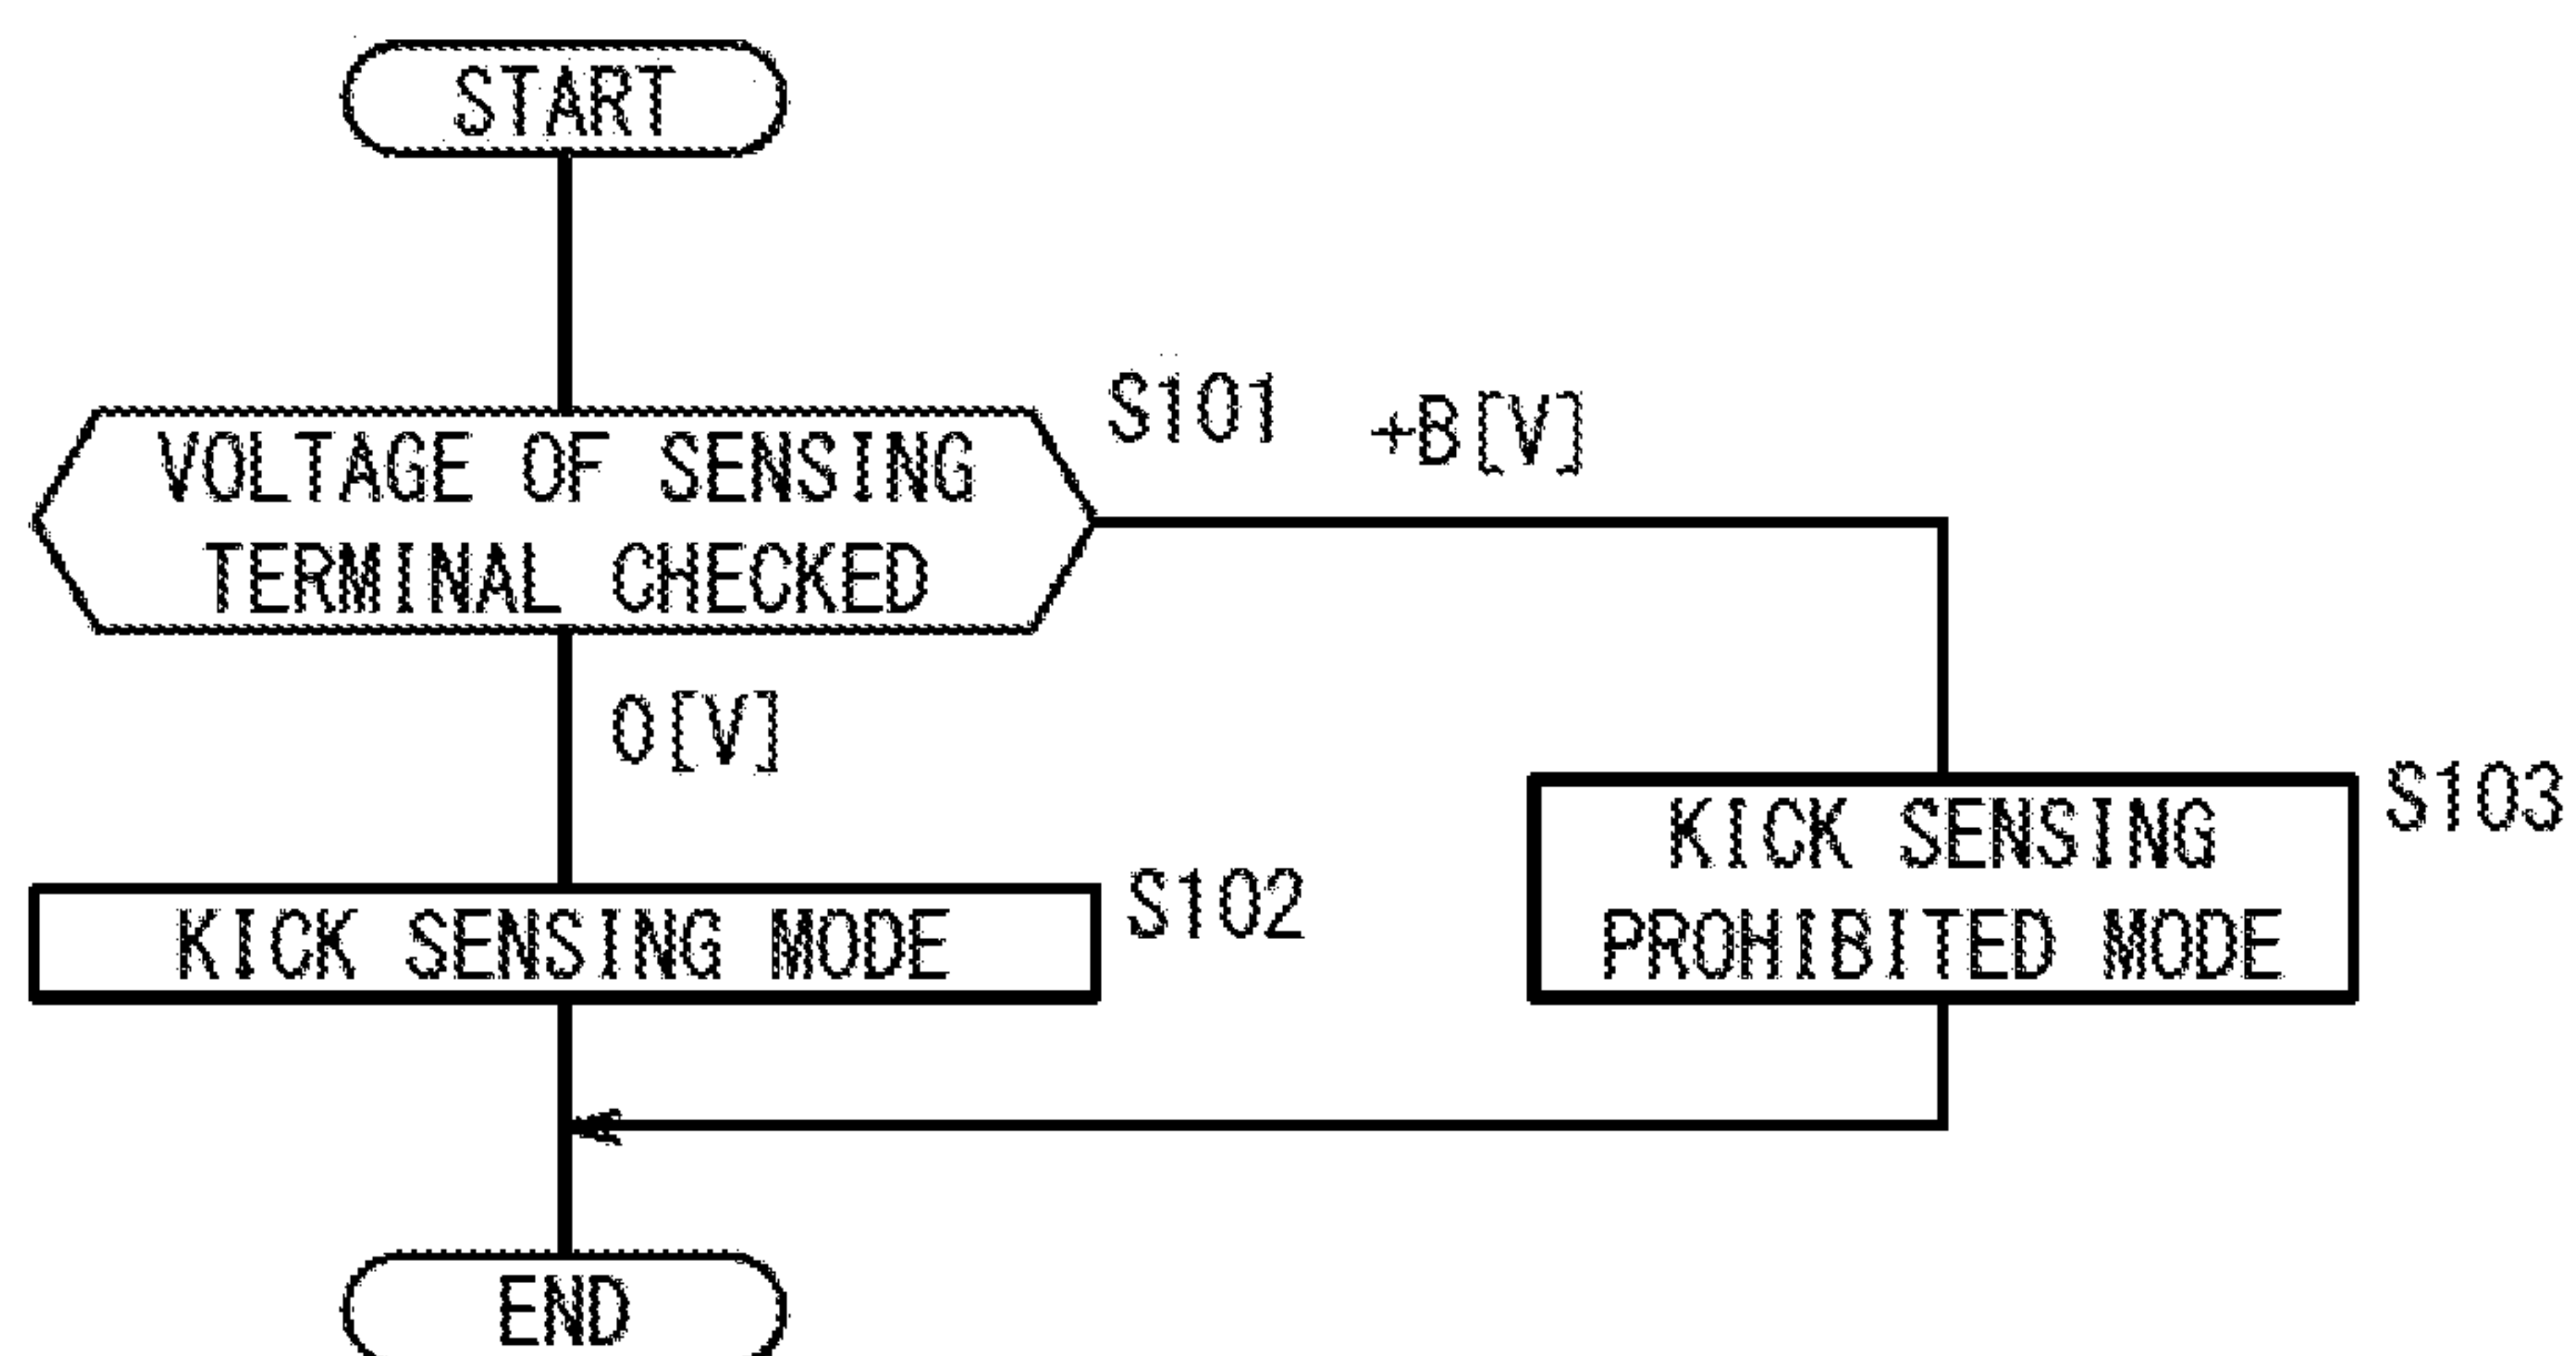 START
S101
+B[V]
VOLTAGE OF SENSING
TERMINAL CHECKED
0[V]
KICK SENSING MODE
S102
KICK SENSING
PROHIBITED MODE
S103
END